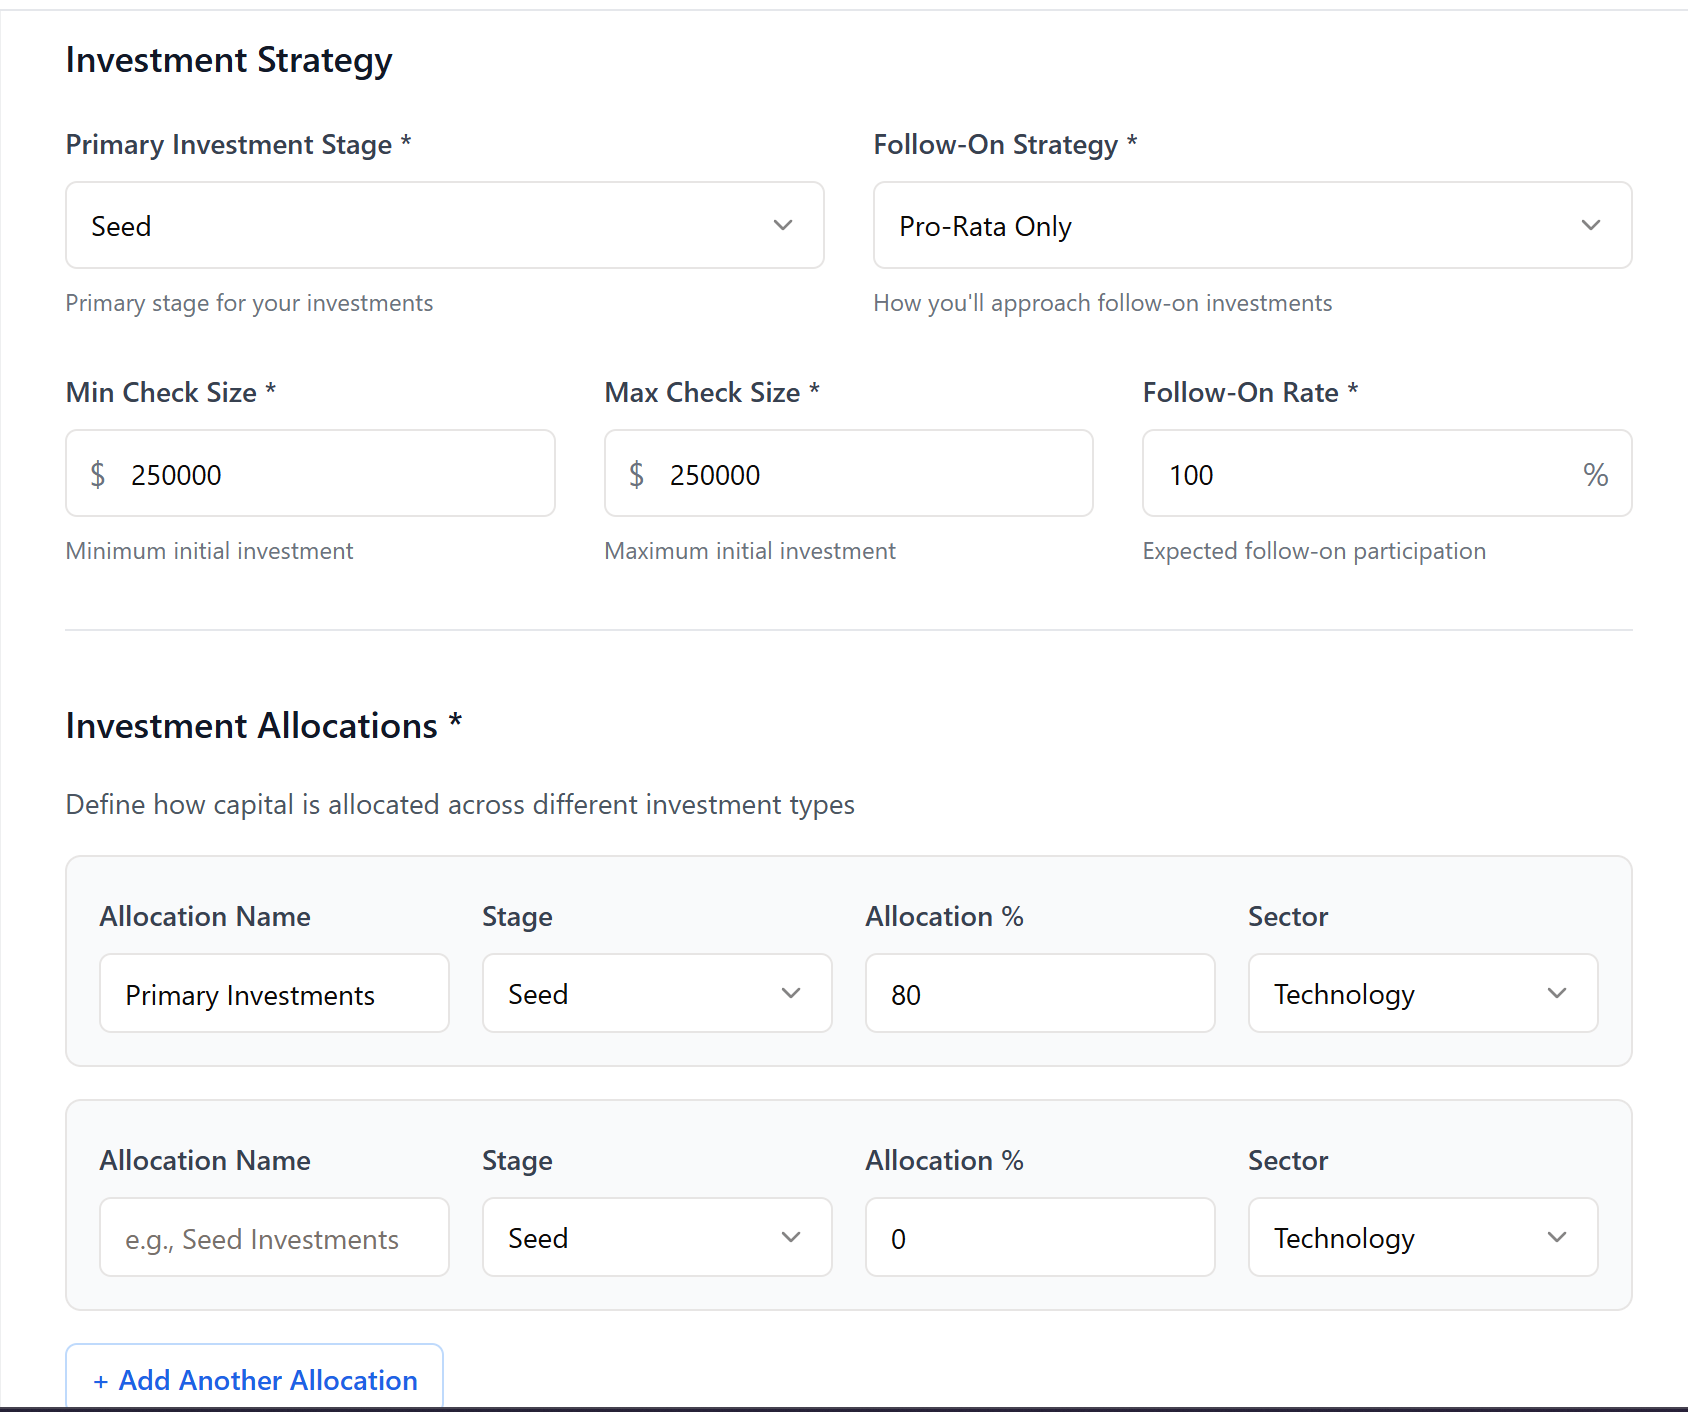 Investment Strategy
Primary Investment Stage *
Follow-On Strategy *
Seed
Pro-Rata Only
Primary stage for your investments
How you'll approach follow-on investments
Min Check Size *
Max Check Size *
Follow-On Rate *
$ 250000
$ 250000
100 %
Minimum initial investment
Maximum initial investment
Expected follow-on participation
Investment Allocations *
Define how capital is allocated across different investment types
Allocation Name
Stage
Allocation %
Sector
Primary Investments
Seed
80
Technology
Allocation Name
Stage
Allocation %
Sector
e.g., Seed Investments
Seed
0
Technology
+ Add Another Allocation